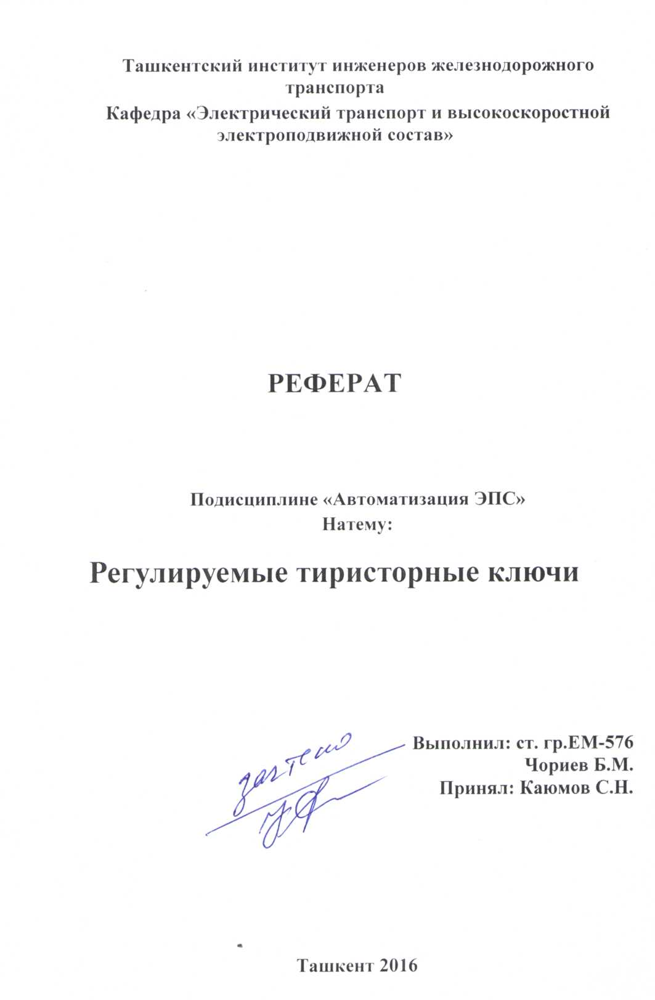 Ташкентский институт инженеров железнодорожного
транспорта
Кафедра «Электрический транспорт и высокоскоростной
электроподвижной состав»
РЕФЕРАТ
Подисциплине «Автоматизация ЭПС»
Натему:
Регулируемые тиристорные ключи
зачтено
Выполнил: ст. гр.ЕМ-576
Чориев Б.М.
Принял: Каюмов С.Н.
Ташкент 2016